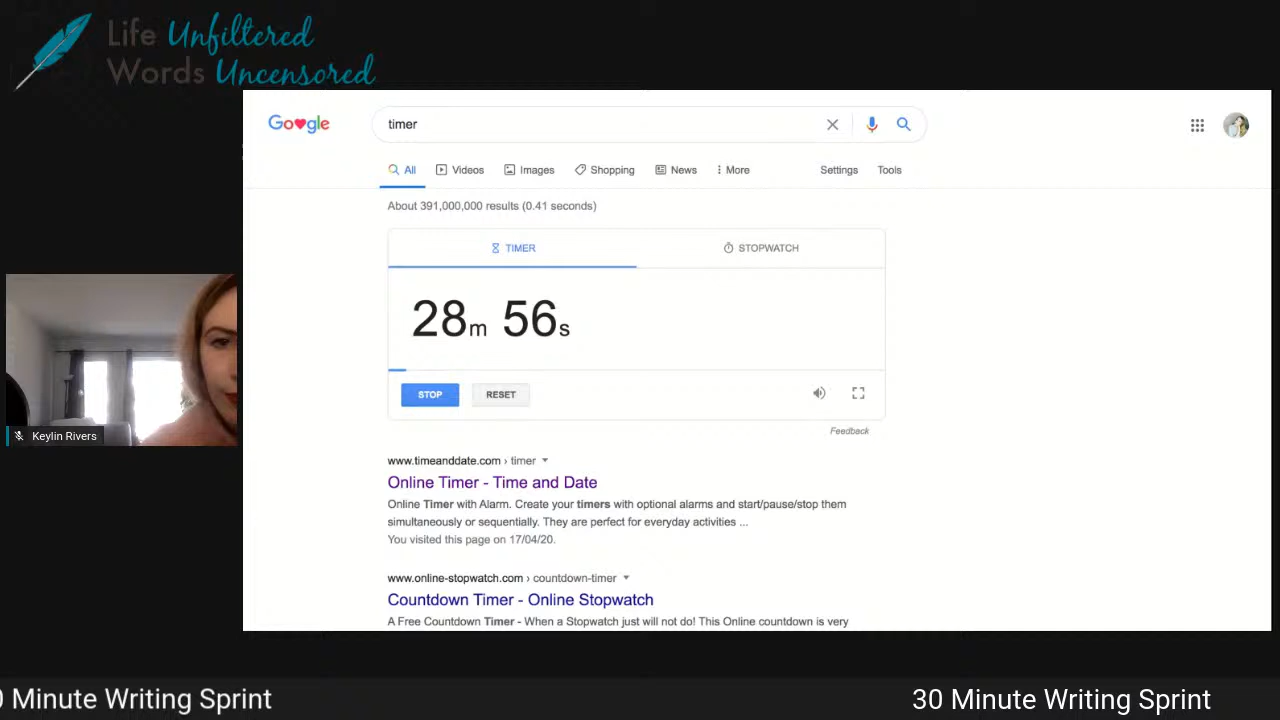 Life Unfiltered
Words Uncensored
Google
timer
All Videos Images Shopping News More Settings Tools
About 391,000,000 results (0.41 seconds)
TIMER STOPWATCH
28m 56s
STOP RESET
Feedback
www.timeanddate.com › timer
Online Timer - Time and Date
Online Timer with Alarm. Create your timers with optional alarms and start/pause/stop them
simultaneously or sequentially. They are perfect for everyday activities ...
You visited this page on 17/04/20.
www.online-stopwatch.com › countdown-timer
Countdown Timer - Online Stopwatch
A Free Countdown Timer - When a Stopwatch just will not do! This Online countdown is very
Keylin Rivers
0 Minute Writing Sprint 30 Minute Writing Sprint